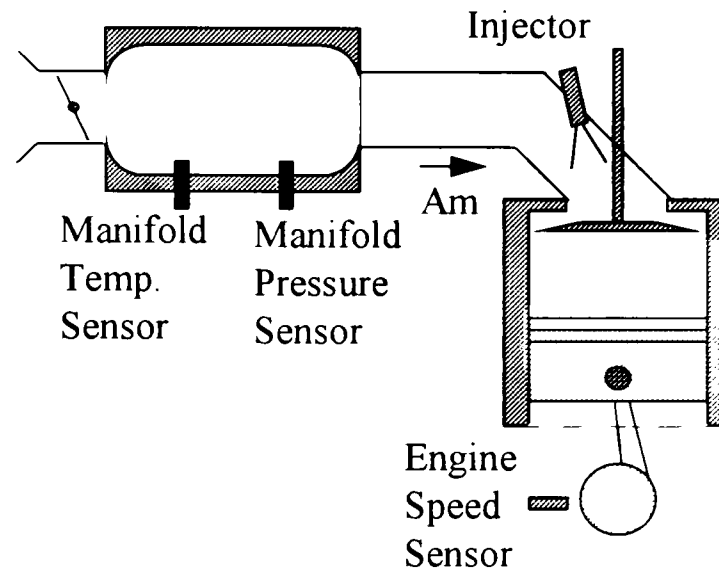 Injector
Am
Manifold
Temp.
Sensor
Manifold
Pressure
Sensor
Engine
Speed
Sensor